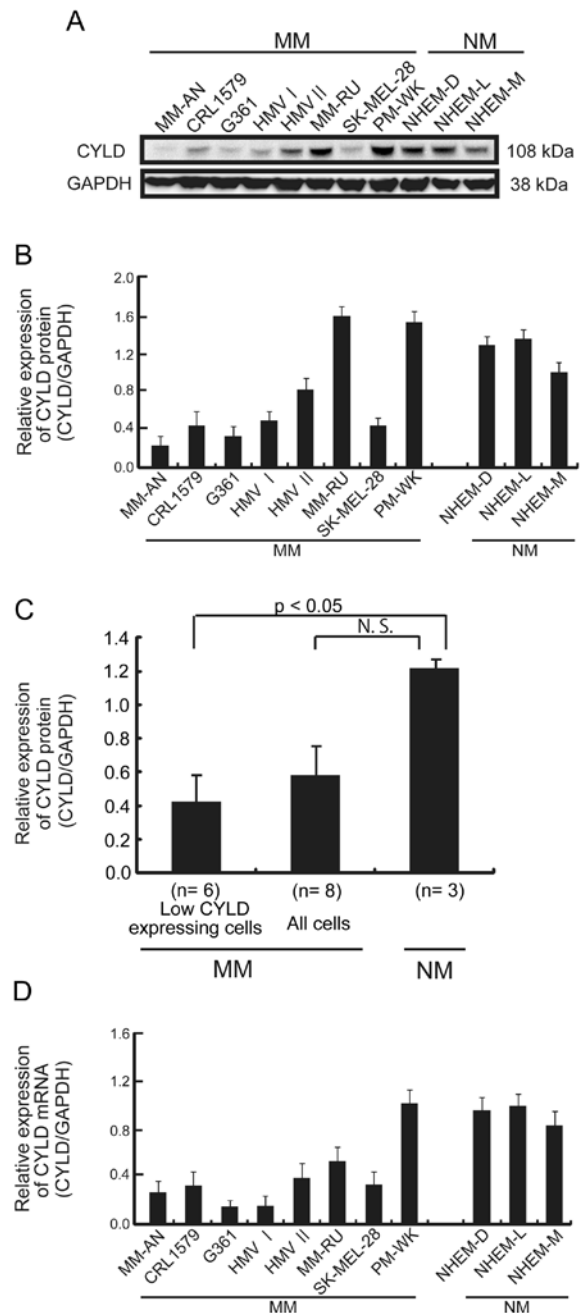 A
MM NM
MM-AN CRL1579 G361 HMV I HMV II MM-RU SK-MEL-28 PM-WK NHEM-D NHEM-L NHEM-M
CYLD 108 kDa
GAPDH 38 kDa
B
Relative expression
of CYLD protein
(CYLD/GAPDH)
2.0
1.6
1.2
0.8
0.4
0.0
MM-AN CRL1579 G361 HMV I HMV II MM-RU SK-MEL-28 PM-WK NHEM-D NHEM-L NHEM-M
MM NM
C
p < 0.05
N. S.
Relative expression
of CYLD protein
(CYLD/GAPDH)
1.4
1.2
1.0
0.8
0.6
0.4
0.2
0.0
(n= 6) (n= 8) (n= 3)
Low CYLD
expressing cells All cells
MM NM
D
Relative expression
of CYLD mRNA
(CYLD/GAPDH)
1.6
1.2
0.8
0.4
0.0
MM-AN CRL1579 G361 HMV I HMV II MM-RU SK-MEL-28 PM-WK NHEM-D NHEM-L NHEM-M
MM NM